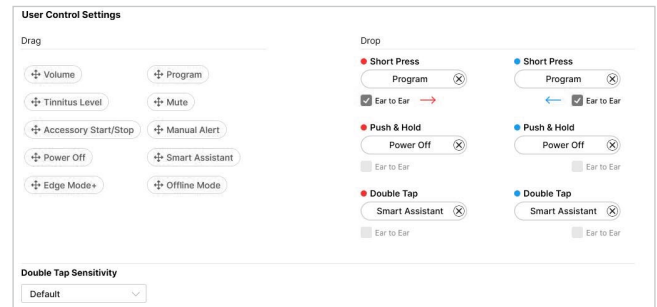 User Control Settings
Drag
Drop
Short Press
Short Press
Volume
Program
Program
Program
Ear to Ear
Ear to Ear
Tinnitus Level
Mute
Accessory Start/Stop
Manual Alert
Push & Hold
Push & Hold
Power Off
Power Off
Power Off
Smart Assistant
Ear to Ear
Ear to Ear
Edge Mode+
Offline Mode
Double Tap
Double Tap
Smart Assistant
Smart Assistant
Ear to Ear
Ear to Ear
Double Tap Sensitivity
Default